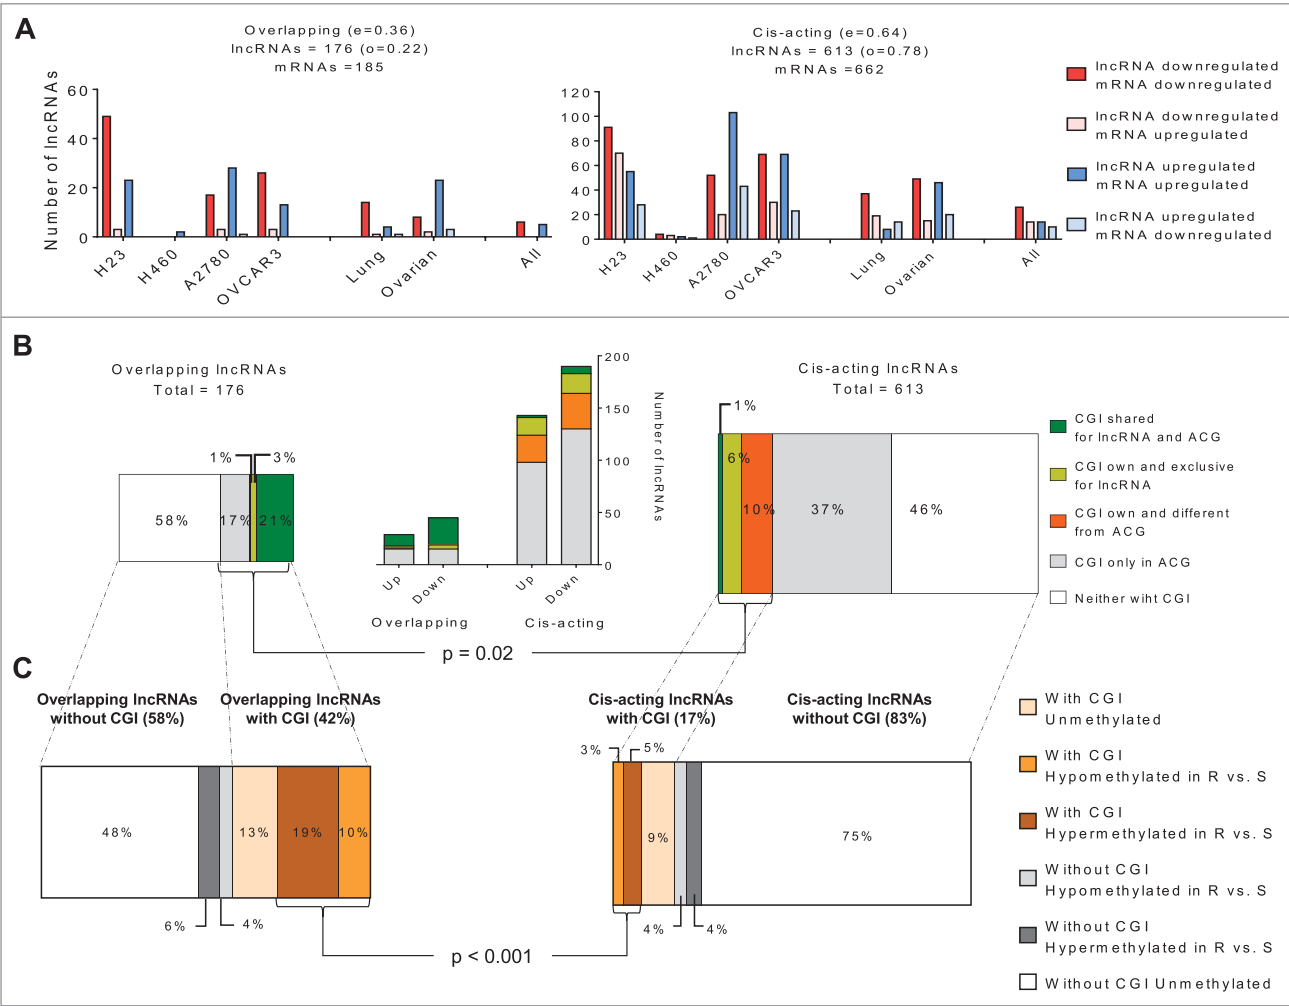 A
Overlapping (e=0.36)
lncRNAs = 176 (o=0.22)
mRNAs =185
Number of lncRNAs
60
40
20
0
H23
H460
A2780
OVCAR3
Lung
Ovarian
All
Cis-acting (e=0.64)
lncRNAs = 613 (o=0.78)
mRNAs =662
120
100
80
60
40
20
0
H23
H460
A2780
OVCAR3
Lung
Ovarian
All
lncRNA downregulated
mRNA downregulated
lncRNA downregulated
mRNA upregulated
lncRNA upregulated
mRNA upregulated
lncRNA upregulated
mRNA downregulated
B
Overlapping lncRNAs
Total = 176
1%
3%
58%
17%
21%
200
150
100
50
0
Number of lncRNAs
Up
Down
Up
Down
Overlapping
Cis-acting
Cis-acting lncRNAs
Total = 613
1%
6%
10%
37%
46%
CGI shared
for lncRNA and ACG
CGI own and exclusive
for lncRNA
CGI own and different
from ACG
CGI only in ACG
Neither wiht CGI
p = 0.02
C
Overlapping lncRNAs
without CGI (58%)
Overlapping lncRNAs
with CGI (42%)
48%
13%
19%
10%
6%
4%
Cis-acting lncRNAs
with CGI (17%)
Cis-acting lncRNAs
without CGI (83%)
3%
5%
9%
75%
4%
4%
p < 0.001
With CGI
Unmethylated
With CGI
Hypomethylated in R vs. S
With CGI
Hypermethylated in R vs. S
Without CGI
Hypomethylated in R vs. S
Without CGI
Hypermethylated in R vs. S
Without CGI Unmethylated